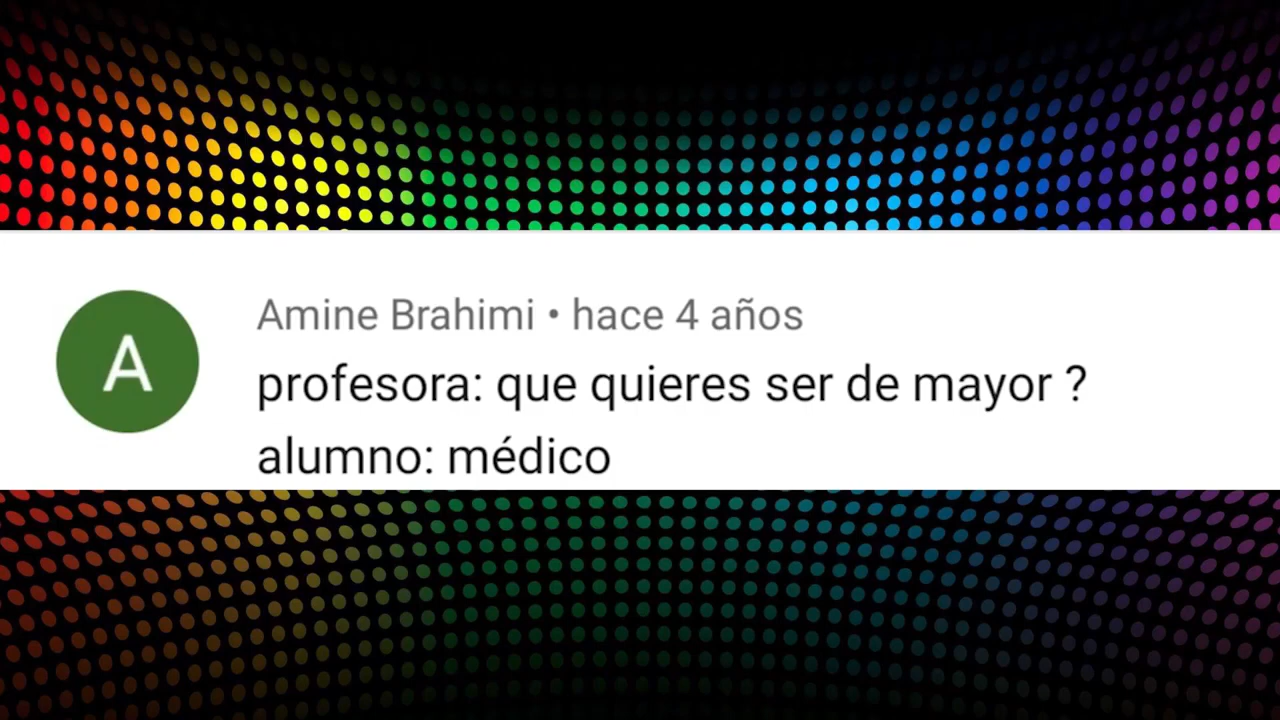 A
Amine Brahimi • hace 4 años
profesora: que quieres ser de mayor ?
alumno: médico